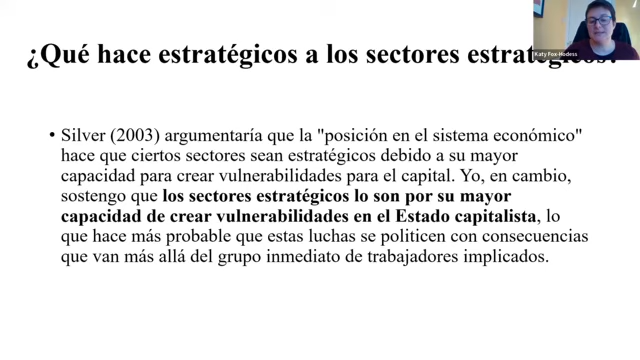 Katy Fox-Hodess
¿Qué hace estratégicos a los sectores estratégicos?
• Silver (2003) argumentaría que la "posición en el sistema económico"
hace que ciertos sectores sean estratégicos debido a su mayor
capacidad para crear vulnerabilidades para el capital. Yo, en cambio,
sostengo que los sectores estratégicos lo son por su mayor
capacidad de crear vulnerabilidades en el Estado capitalista, lo
que hace más probable que estas luchas se politicen con consecuencias
que van más allá del grupo inmediato de trabajadores implicados.